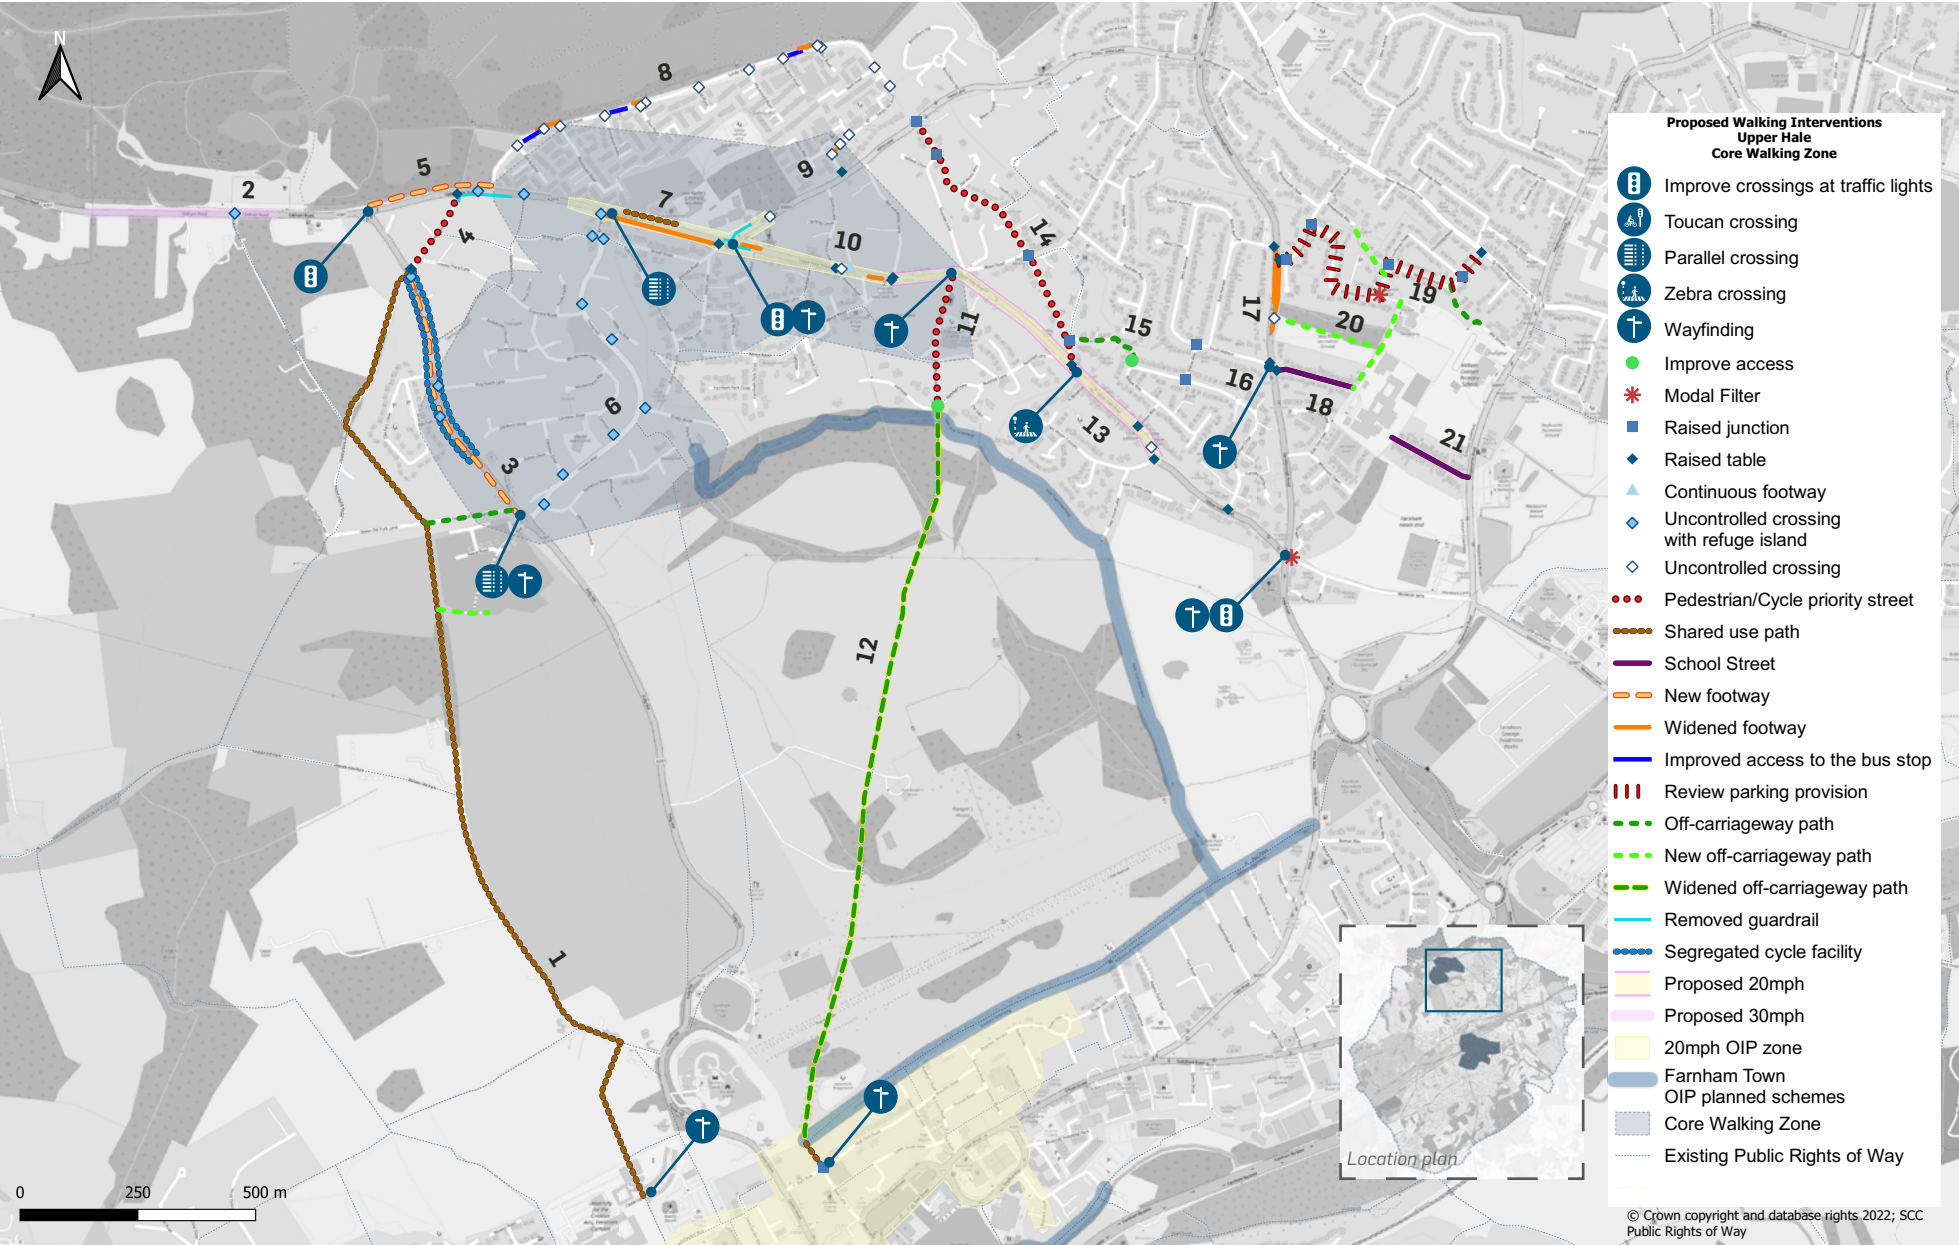 N
8
5
2
9
7
4
14
10
19
17
20
11
15
16
18
6
13
21
3
12
1
Proposed Walking Interventions
Upper Hale
Core Walking Zone
Improve crossings at traffic lights
Toucan crossing
Parallel crossing
Zebra crossing
Wayfinding
Improve access
Modal Filter
Raised junction
Raised table
Continuous footway
Uncontrolled crossing
with refuge island
Uncontrolled crossing
Pedestrian/Cycle priority street
Shared use path
School Street
New footway
Widened footway
Improved access to the bus stop
Review parking provision
Off-carriageway path
New off-carriageway path
Widened off-carriageway path
Removed guardrail
Segregated cycle facility
Proposed 20mph
Proposed 30mph
20mph OIP zone
Farnham Town
OIP planned schemes
Core Walking Zone
Existing Public Rights of Way
Location plan
0 250 500 m
© Crown copyright and database rights 2022; SCC
Public Rights of Way